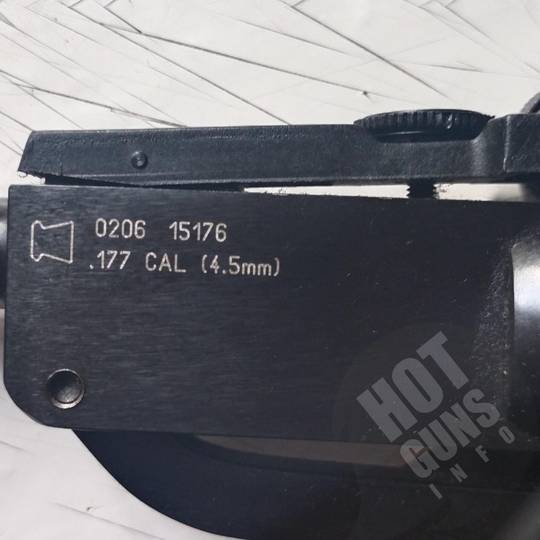 0206 15176
.177 CAL (4.5mm)
HOT
GUNS
INFO